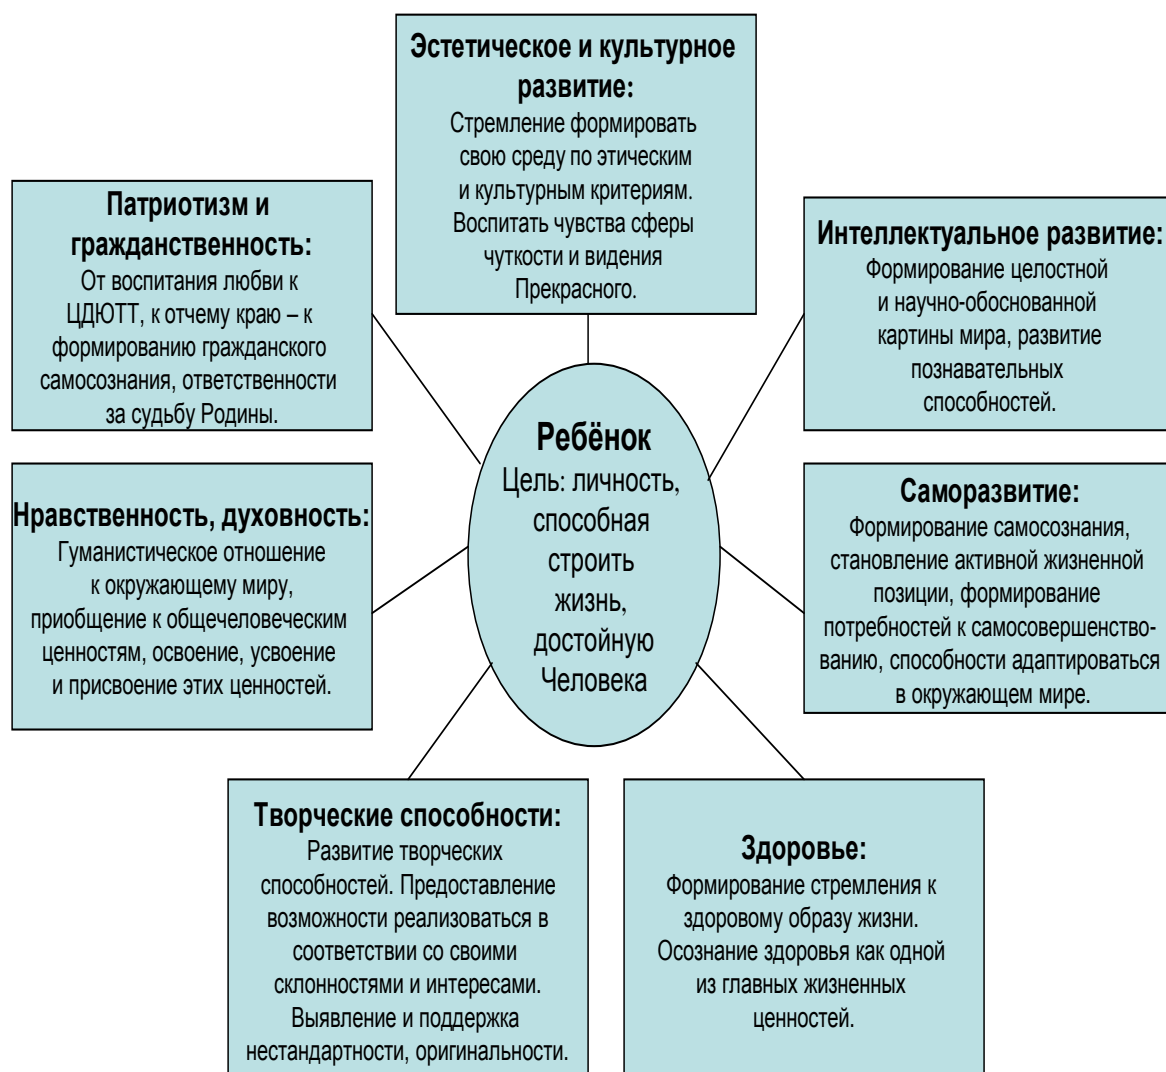 Эстетическое и культурное
развитие:
Стремление формировать
свою среду по этическим
и культурным критериям.
Воспитать чувства сферы
чуткости и видения
Прекрасного.
Патриотизм и
гражданственность:
От воспитания любви к
ЦДЮТТ, к отчему краю – к
формированию гражданского
самосознания, ответственности
за судьбу Родины.
Интеллектуальное развитие:
Формирование целостной
и научно-обоснованной
картины мира, развитие
познавательных
способностей.
Ребёнок
Цель: личность,
способная
строить
жизнь,
достойную
Человека
Нравственность, духовность:
Гуманистическое отношение
к окружающему миру,
приобщение к общечеловеческим
ценностям, освоение, усвоение
и присвоение этих ценностей.
Саморазвитие:
Формирование самосознания,
становление активной жизненной
позиции, формирование
потребностей к самосовершенство-
ванию, способности адаптироваться
в окружающем мире.
Творческие способности:
Развитие творческих
способностей. Предоставление
возможности реализоваться в
соответствии со своими
склонностями и интересами.
Выявление и поддержка
нестандартности, оригинальности.
Здоровье:
Формирование стремления к
здоровому образу жизни.
Осознание здоровья как одной
из главных жизненных
ценностей.